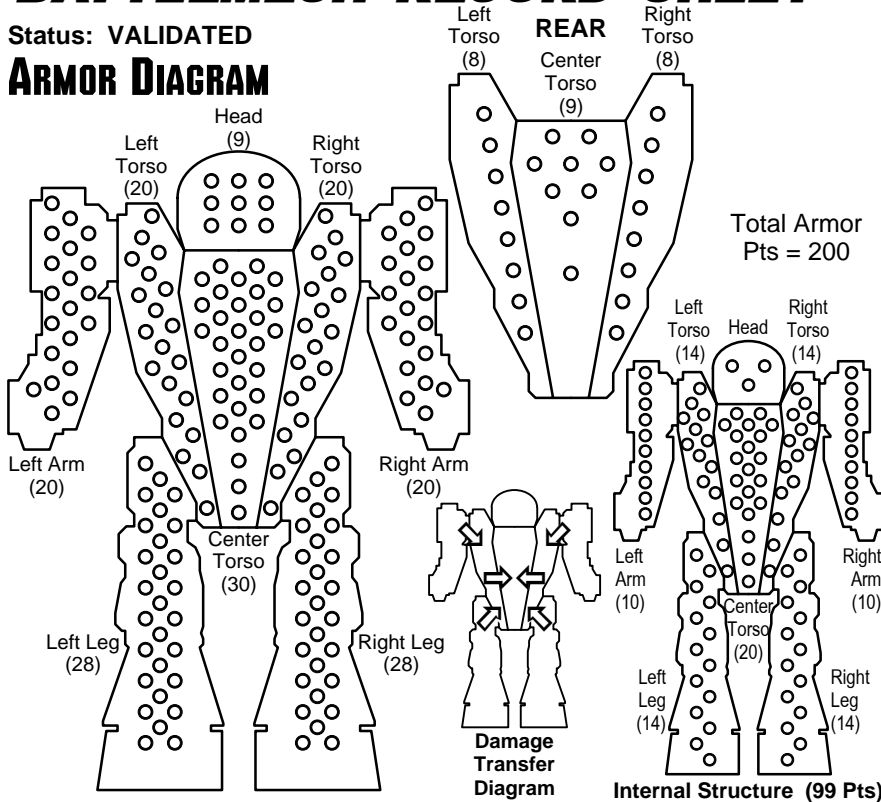 BATTLEMECH RECORD SHEET
Status: VALIDATED
ARMOR DIAGRAM
Head
(9)
Left
Torso
(20)
Right
Torso
(20)
Left Arm
(20)
Right Arm
(20)
Center
Torso
(30)
Left Leg
(28)
Right Leg
(28)
REAR
Left
Torso
(8)
Center
Torso
(9)
Right
Torso
(8)
Total Armor
Pts = 200
Left
Torso
(14)
Head
Right
Torso
(14)
Left
Arm
(10)
Right
Arm
(10)
Center
Torso
(20)
Left
Leg
(14)
Right
Leg
(14)
Damage
Transfer
Diagram
Internal Structure (99 Pts)